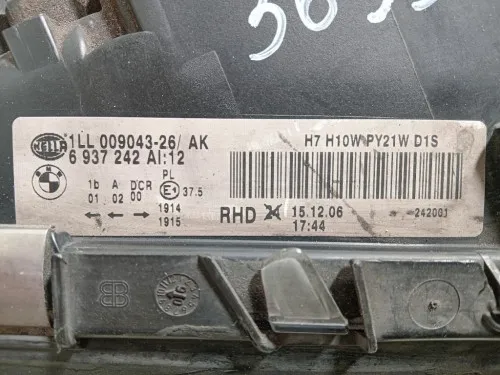 HELLA 1LL 009043-26/ AK
6 937 242 AI:12
H7 H10W PY21W D1S
PL
1b A DCR E1 37.5
01 02 00
1914
1915
RHD 15.12.06
17:44
242001